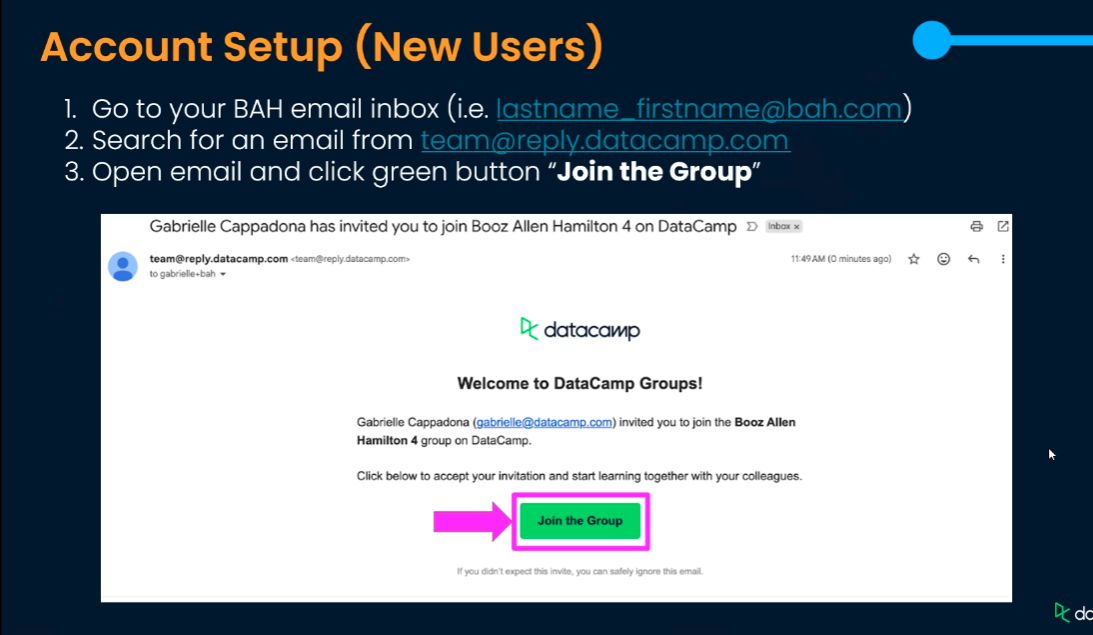 Account Setup (New Users)
1. Go to your BAH email inbox (i.e. lastname_firstname@bah.com)
2. Search for an email from team@reply.datacamp.com
3. Open email and click green button “Join the Group”
Gabrielle Cappadona has invited you to join Booz Allen Hamilton 4 on DataCamp Inbox x
team@reply.datacamp.com <team@reply.datacamp.com> 11:49 AM (0 minutes ago)
to gabrielle+bah
datacamp
Welcome to DataCamp Groups!
Gabrielle Cappadona (gabrielle@datacamp.com) invited you to join the Booz Allen
Hamilton 4 group on DataCamp.
Click below to accept your invitation and start learning together with your colleagues.
Join the Group
If you didn't expect this invite, you can safely ignore this email.